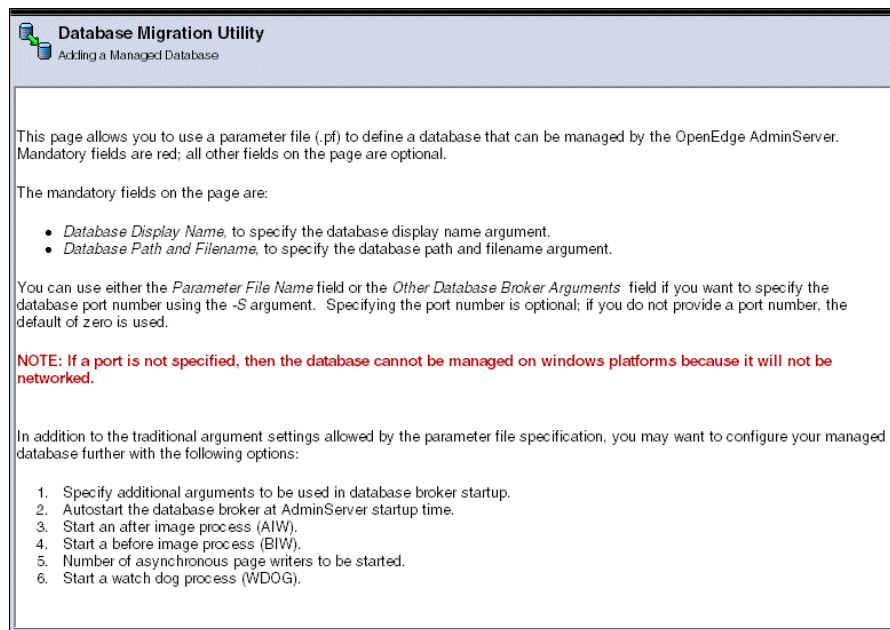 Database Migration Utility
Adding a Managed Database
This page allows you to use a parameter file (.pf) to define a database that can be managed by the OpenEdge AdminServer.
Mandatory fields are red; all other fields on the page are optional.
The mandatory fields on the page are:
• Database Display Name, to specify the database display name argument.
• Database Path and Filename, to specify the database path and filename argument.
You can use either the Parameter File Name field or the Other Database Broker Arguments field if you want to specify the
database port number using the -S argument. Specifying the port number is optional; if you do not provide a port number, the
default of zero is used.
NOTE: If a port is not specified, then the database cannot be managed on windows platforms because it will not be
networked.
In addition to the traditional argument settings allowed by the parameter file specification, you may want to configure your managed
database further with the following options:
1. Specify additional arguments to be used in database broker startup.
2. Autostart the database broker at AdminServer startup time.
3. Start an after image process (AIW).
4. Start a before image process (BIW).
5. Number of asynchronous page writers to be started.
6. Start a watch dog process (WDOG).